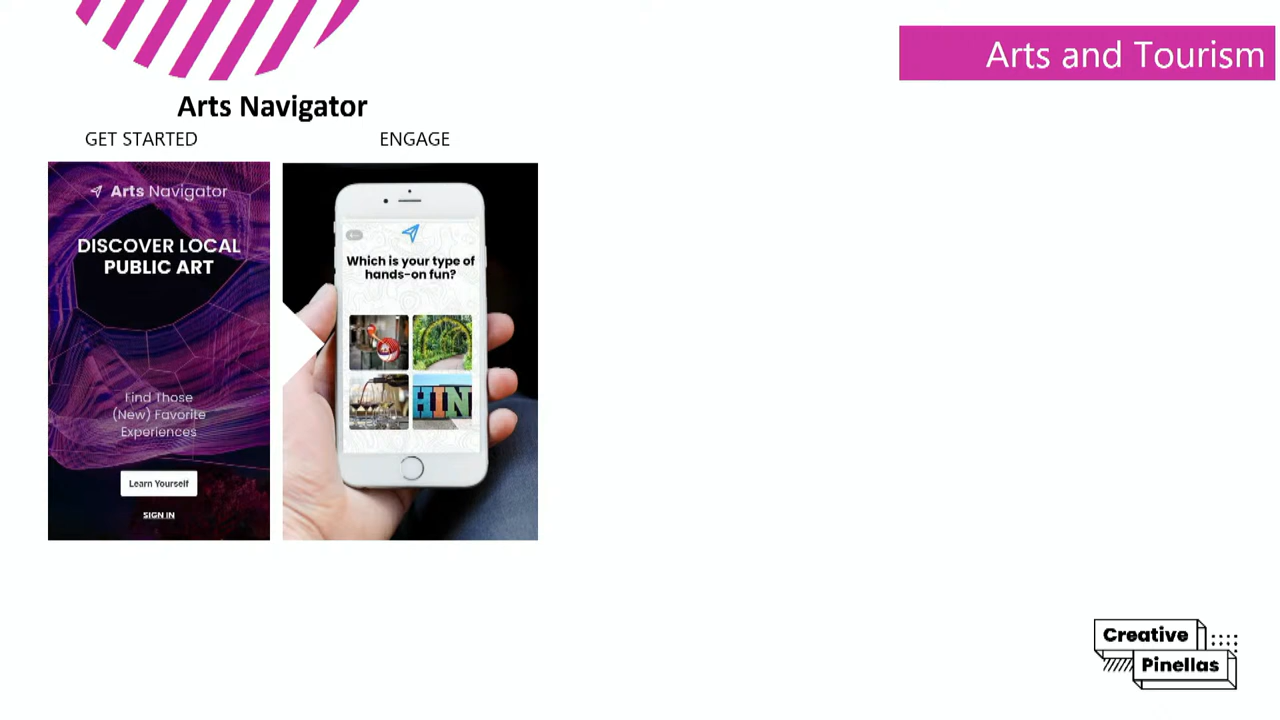 Arts and Tourism
Arts Navigator
GET STARTED
ENGAGE
Arts Navigator
DISCOVER LOCAL
PUBLIC ART
Find Those
(New) Favorite
Experiences
Learn Yourself
SIGN IN
Which is your type of
hands-on fun?
HIN
Creative
Pinellas